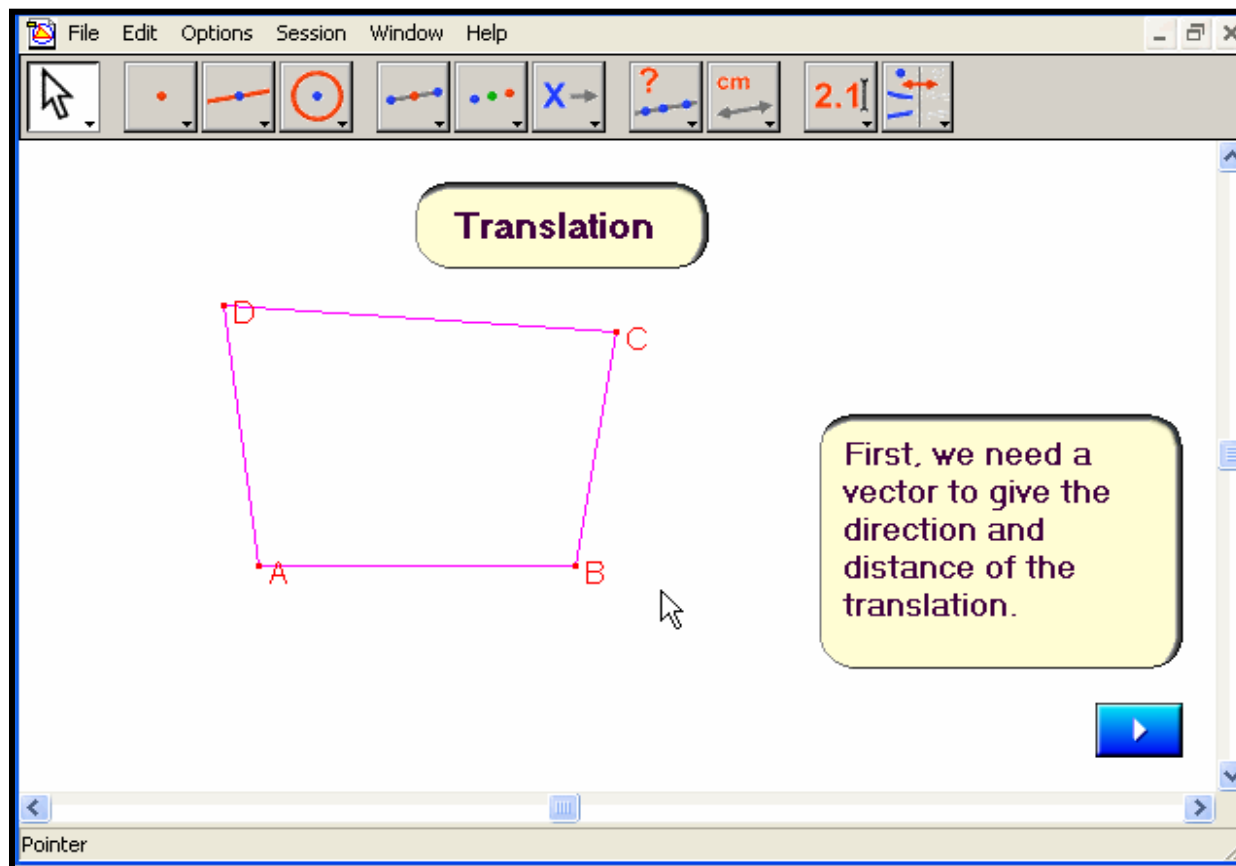 File Edit Options Session Window Help
? cm 2.1
X
Translation
D
C
A
B
First, we need a
vector to give the
direction and
distance of the
translation.
Pointer